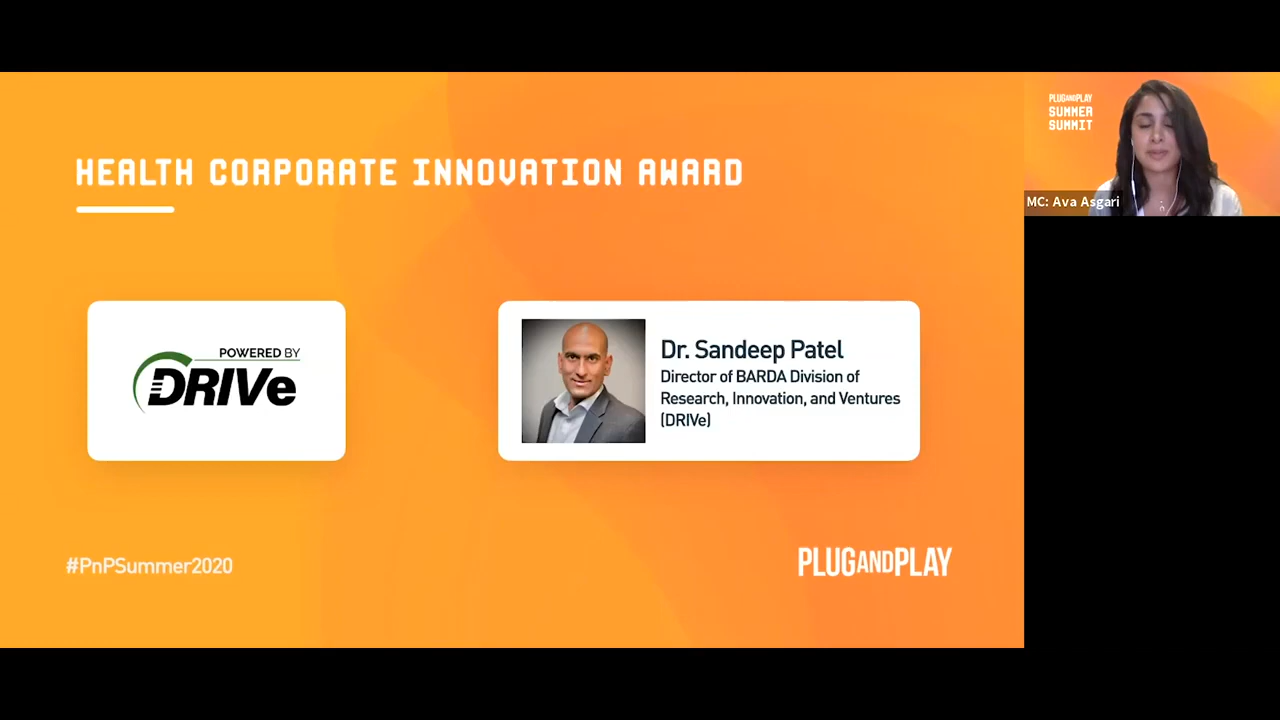 HEALTH CORPORATE INNOVATION AWARD
POWERED BY
DRIVe
Dr. Sandeep Patel
Director of BARDA Division of
Research, Innovation, and Ventures
(DRIVe)
#PnPSummer2020
PLUGANDPLAY
PLUGANDPLAY
SUMMER
SUMMIT
MC: Ava Asgari